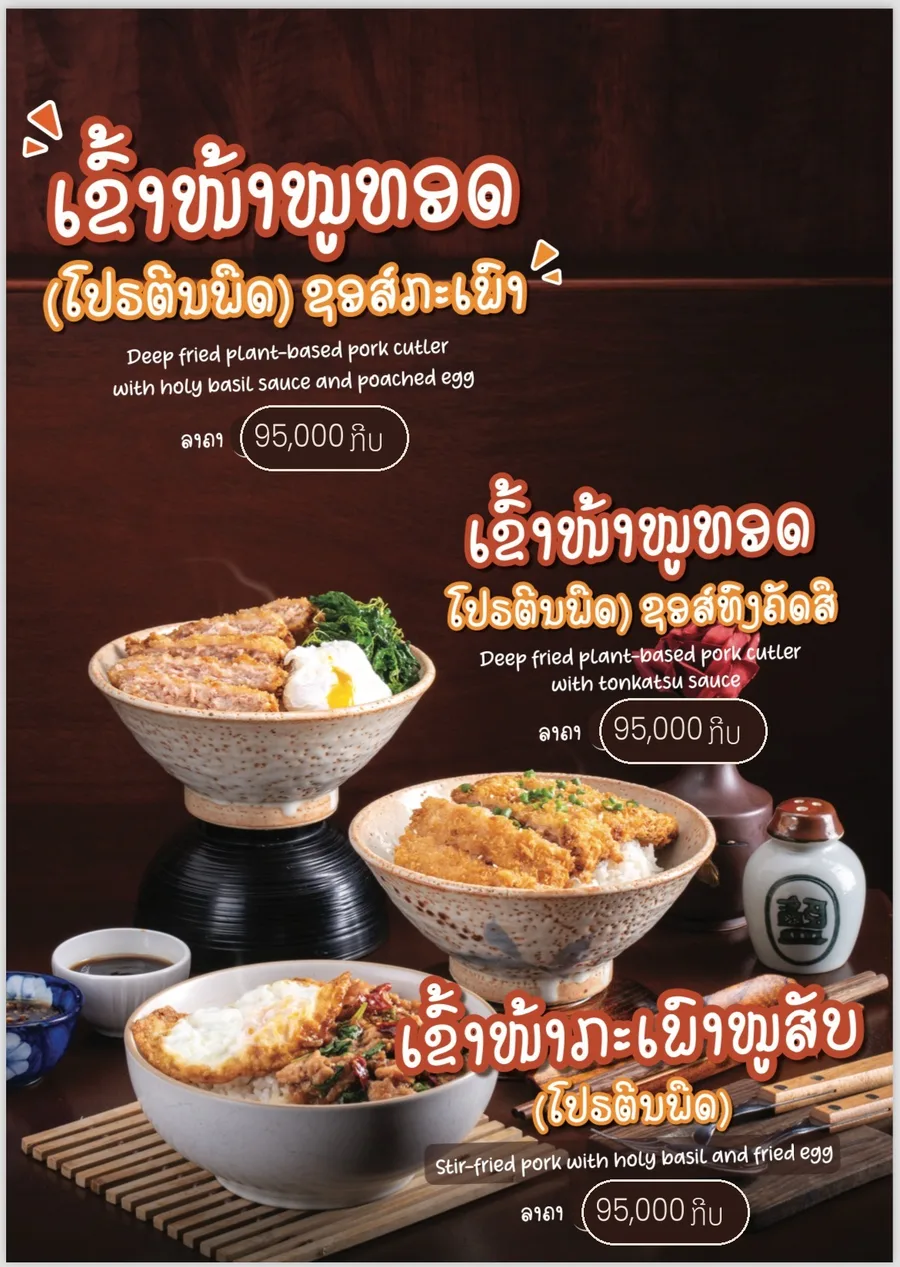 ເຂົ້າໜ້າໝູທອດ
(ໂປຣຕີນພືດ) ຊອສ໌ກະເພົາ
Deep fried plant-based pork cutler
with holy basil sauce and poached egg
ລາຄາ 95,000 ກີບ
ເຂົ້າໜ້າໝູທອດ
ໂປຣຕີນພືດ) ຊອສ໌ທົງຄັດສຶ
Deep fried plant-based pork cutler
with tonkatsu sauce
ລາຄາ 95,000 ກີບ
ເຂົ້າໜ້າກະເພົາໝູສັບ
(ໂປຣຕີນພືດ)
Stir-fried pork with holy basil and fried egg
ລາຄາ 95,000 ກີບ